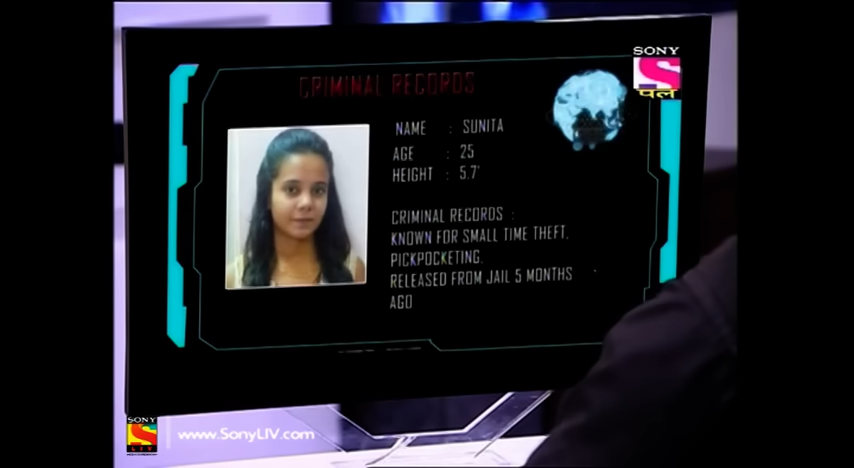 SONY
पल
CRIMINAL RECORDS
NAME : SUNITA
AGE : 25
HEIGHT : 5.7'
CRIMINAL RECORDS :
KNOWN FOR SMALL TIME THEFT.
PICKPOCKETING.
RELEASED FROM JAIL 5 MONTHS
AGO
SONY
LIV
www.SonyLIV.com